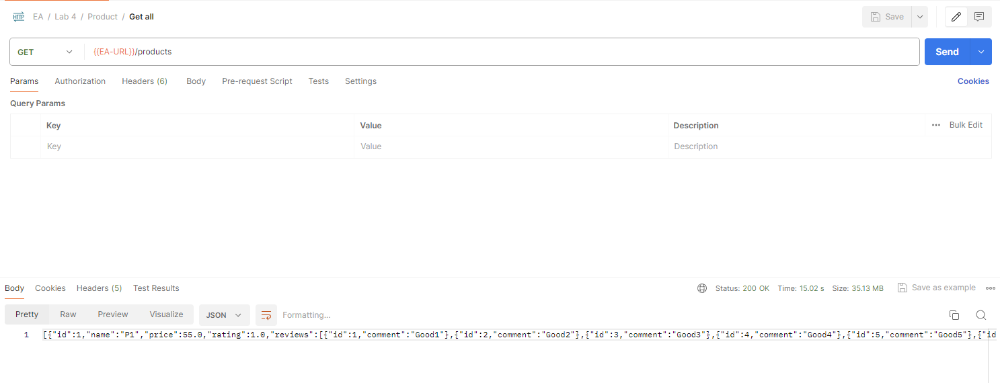 HTTP EA / Lab 4 / Product / Get all Save
GET {{EA-URL}}/products Send
Params Authorization Headers (6) Body Pre-request Script Tests Settings Cookies
Query Params
Key Value Description ••• Bulk Edit
Key Value Description
Body Cookies Headers (5) Test Results Status: 200 OK Time: 15.02 s Size: 35.13 MB Save as example
Pretty Raw Preview Visualize JSON Formatting...
1 [{"id":1,"name":"P1","price":55.0,"rating":1.0,"reviews":[{"id":1,"comment":"Good1"},{"id":2,"comment":"Good2"},{"id":3,"comment":"Good3"},{"id":4,"comment":"Good4"},{"id":5,"comment":"Good5"},{"id